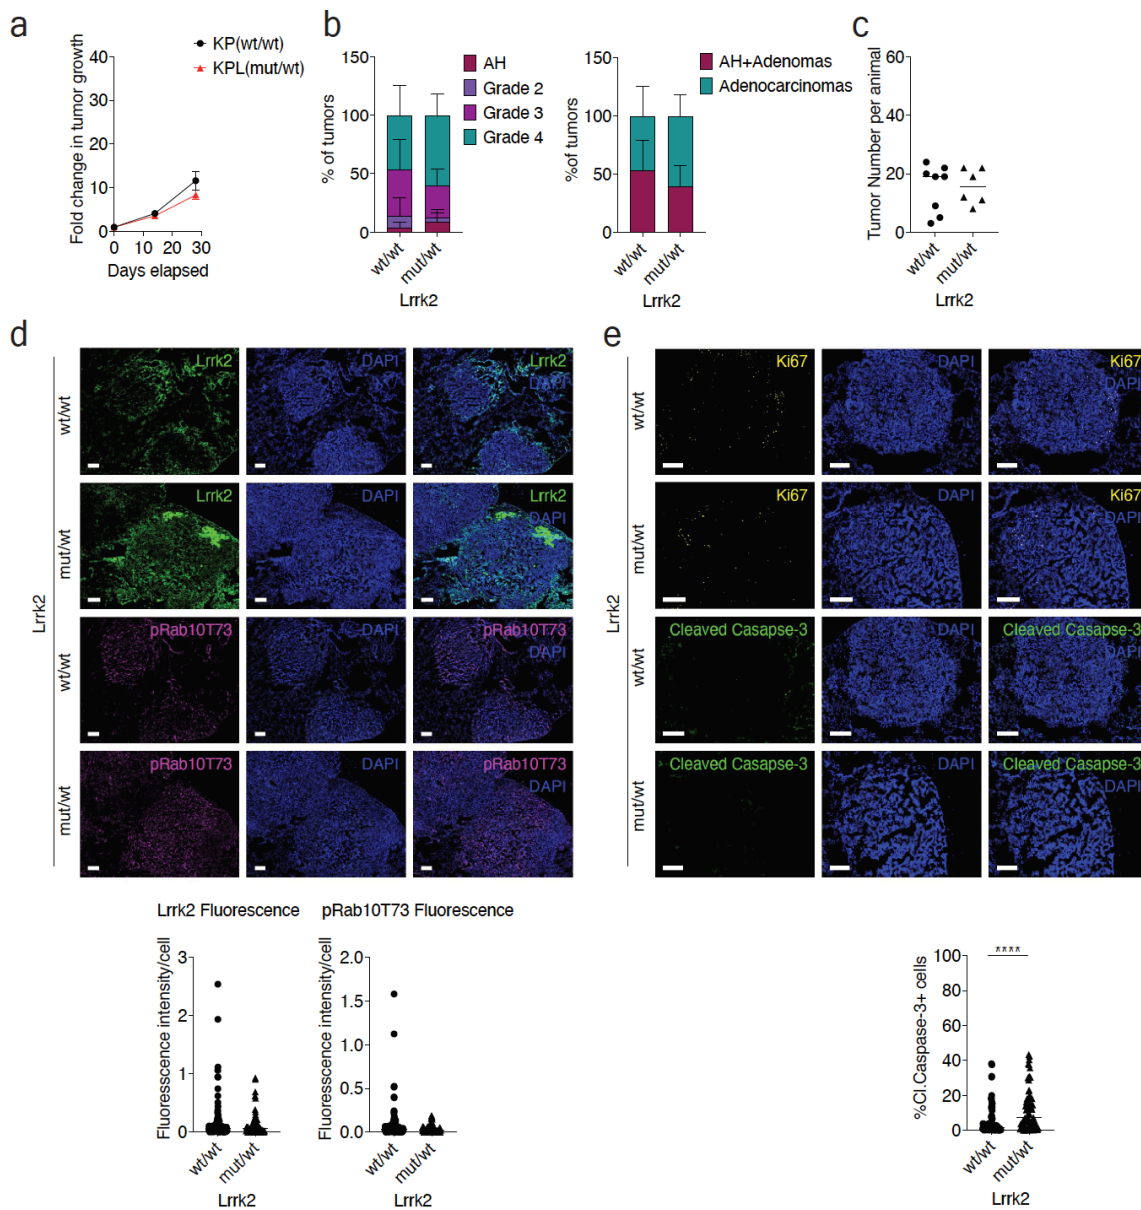 a
KP(wt/wt)
KPL(mut/wt)
Fold change in tumor growth
40
30
20
10
0
0 10 20 30
Days elapsed
b
% of tumors
150
100
50
0
AH
Grade 2
Grade 3
Grade 4
wt/wt
mut/wt
Lrrk2
%of tumors
150
100
50
0
AH+Adenomas
Adenocarcinomas
wt/wt
mut/wt
Lrrk2
c
Tumor Number per animal
60
40
20
0
wt/wt
mut/wt
Lrrk2
d
Lrrk2
wt/wt
Lrrk2
DAPI
Lrrk2
DAPI
mut/wt
Lrrk2
DAPI
Lrrk2
DAPI
wt/wt
pRab10T73
DAPI
pRab10T73
DAPI
mut/wt
pRab10T73
DAPI
pRab10T73
DAPI
Lrrk2 Fluorescence
Fluoresscence intensity/cell
3
2
1
0
wt/wt
mut/wt
Lrrk2
pRab10T73 Fluorescence
Fluorescence intensity/cell
2.0
1.5
1.0
0.5
0.0
wt/wt
mut/wt
Lrrk2
e
Lrrk2
wt/wt
Ki67
DAPI
Ki67
DAPI
mut/wt
Ki67
DAPI
Ki67
DAPI
wt/wt
Cleaved Casapse-3
DAPI
Cleaved Casapse-3
DAPI
mut/wt
Cleaved Casapse-3
DAPI
Cleaved Casapse-3
DAPI
%Cl.Caspase-3+ cells
100
80
60
40
20
0
****
wt/wt
mut/wt
Lrrk2